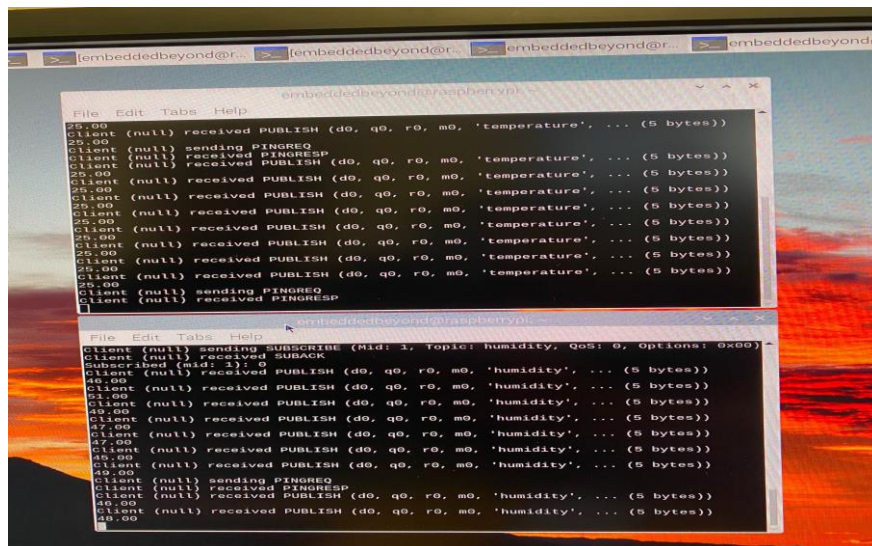 [embeddedbeyond@r... [embeddedbeyond@r... embeddedbeyond@r... embeddedbeyond
embeddedbeyond@raspberrypi: ~
File Edit Tabs Help
25.00
Client (null) received PUBLISH (d0, q0, r0, m0, 'temperature', ... (5 bytes))
25.00
Client (null) sending PINGREQ
Client (null) received PINGRESP
Client (null) received PUBLISH (d0, q0, r0, m0, 'temperature', ... (5 bytes))
25.00
Client (null) received PUBLISH (d0, q0, r0, m0, 'temperature', ... (5 bytes))
25.00
Client (null) received PUBLISH (d0, q0, r0, m0, 'temperature', ... (5 bytes))
25.00
Client (null) received PUBLISH (d0, q0, r0, m0, 'temperature', ... (5 bytes))
25.00
Client (null) received PUBLISH (d0, q0, r0, m0, 'temperature', ... (5 bytes))
25.00
Client (null) received PUBLISH (d0, q0, r0, m0, 'temperature', ... (5 bytes))
25.00
Client (null) received PUBLISH (d0, q0, r0, m0, 'temperature', ... (5 bytes))
25.00
Client (null) sending PINGREQ
Client (null) received PINGRESP
embeddedbeyond@raspberrypi: ~
File Edit Tabs Help
Client (null) sending SUBSCRIBE (Mid: 1, Topic: humidity, QoS: 0, Options: 0x00)
Client (null) received SUBACK
Subscribed (mid: 1): 0
Client (null) received PUBLISH (d0, q0, r0, m0, 'humidity', ... (5 bytes))
46.00
Client (null) received PUBLISH (d0, q0, r0, m0, 'humidity', ... (5 bytes))
51.00
Client (null) received PUBLISH (d0, q0, r0, m0, 'humidity', ... (5 bytes))
49.00
Client (null) received PUBLISH (d0, q0, r0, m0, 'humidity', ... (5 bytes))
47.00
Client (null) received PUBLISH (d0, q0, r0, m0, 'humidity', ... (5 bytes))
47.00
Client (null) received PUBLISH (d0, q0, r0, m0, 'humidity', ... (5 bytes))
45.00
Client (null) received PUBLISH (d0, q0, r0, m0, 'humidity', ... (5 bytes))
49.00
Client (null) sending PINGREQ
Client (null) received PINGRESP
Client (null) received PUBLISH (d0, q0, r0, m0, 'humidity', ... (5 bytes))
46.00
Client (null) received PUBLISH (d0, q0, r0, m0, 'humidity', ... (5 bytes))
48.00